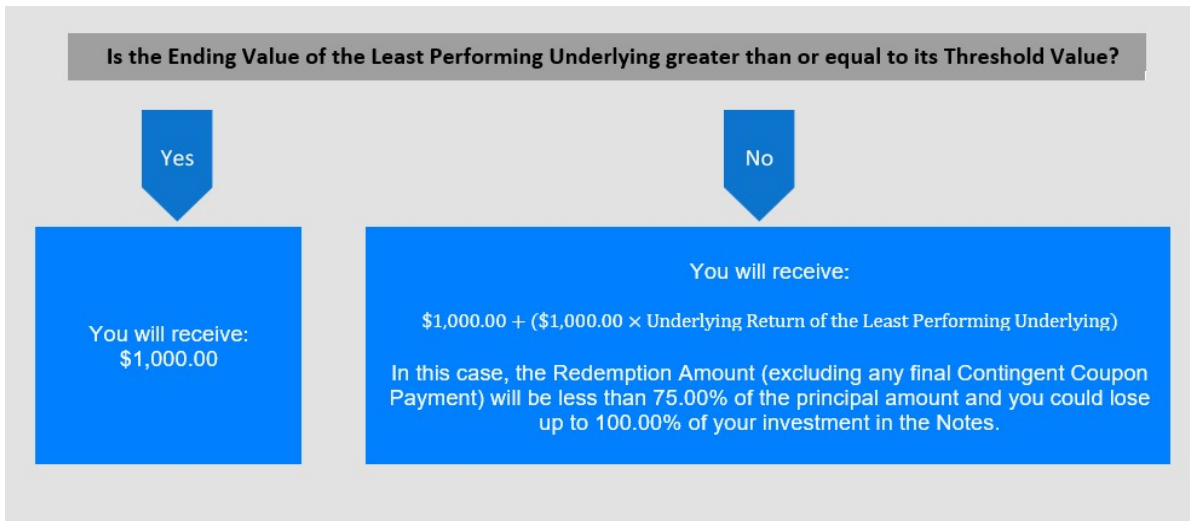 Is the Ending Value of the Least Performing Underlying greater than or equal to its Threshold Value?
Yes
No
You will receive:
$1,000.00
You will receive:
$1,000.00 + ($1,000.00 × Underlying Return of the Least Performing Underlying)
In this case, the Redemption Amount (excluding any final Contingent Coupon
Payment) will be less than 75.00% of the principal amount and you could lose
up to 100.00% of your investment in the Notes.